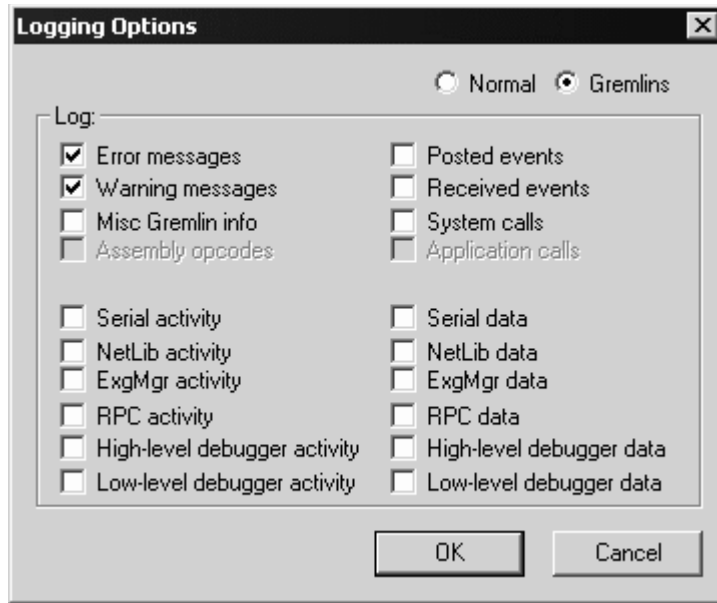 Logging Options
Normal Gremlins
Log:
Error messages Posted events
Warning messages Received events
Misc Gremlin info System calls
Assembly opcodes Application calls
Serial activity Serial data
NetLib activity NetLib data
ExgMgr activity ExgMgr data
RPC activity RPC data
High-level debugger activity High-level debugger data
Low-level debugger activity Low-level debugger data
OK Cancel